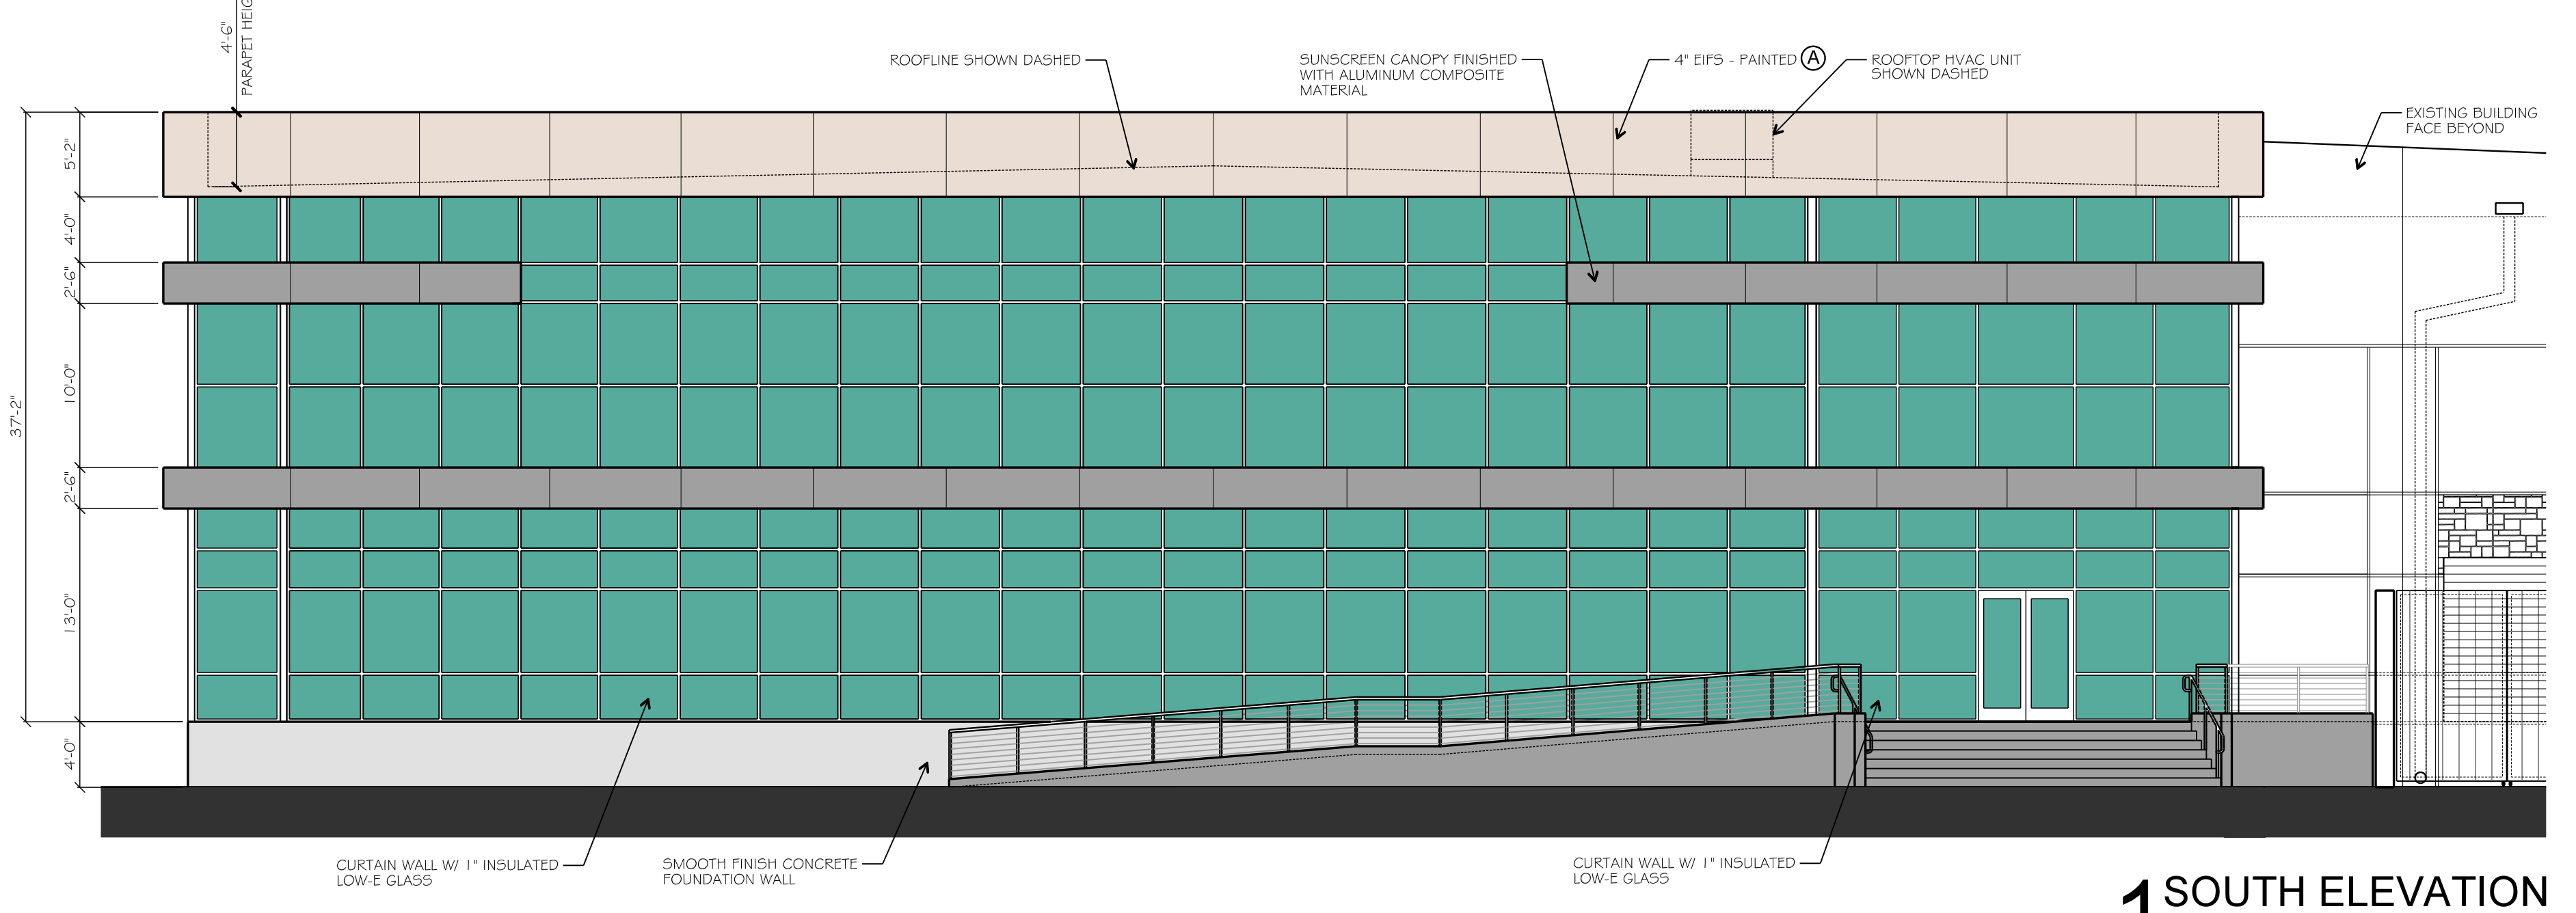 4'-6"
PARAPET
ROOFLINE SHOWN DASHED
SUNSCREEN CANOPY FINISHED
WITH ALUMINUM COMPOSITE
MATERIAL
4" EIFS - PAINTED A
ROOFTOP HVAC UNIT
SHOWN DASHED
EXISTING BUILDING
FACE BEYOND
37'-2"
5'-2"
4'-0"
2'-6"
10'-0"
2'-6"
13'-0"
4'-0"
CURTAIN WALL W/ 1" INSULATED
LOW-E GLASS
SMOOTH FINISH CONCRETE
FOUNDATION WALL
CURTAIN WALL W/ 1" INSULATED
LOW-E GLASS
1 SOUTH ELEVATION